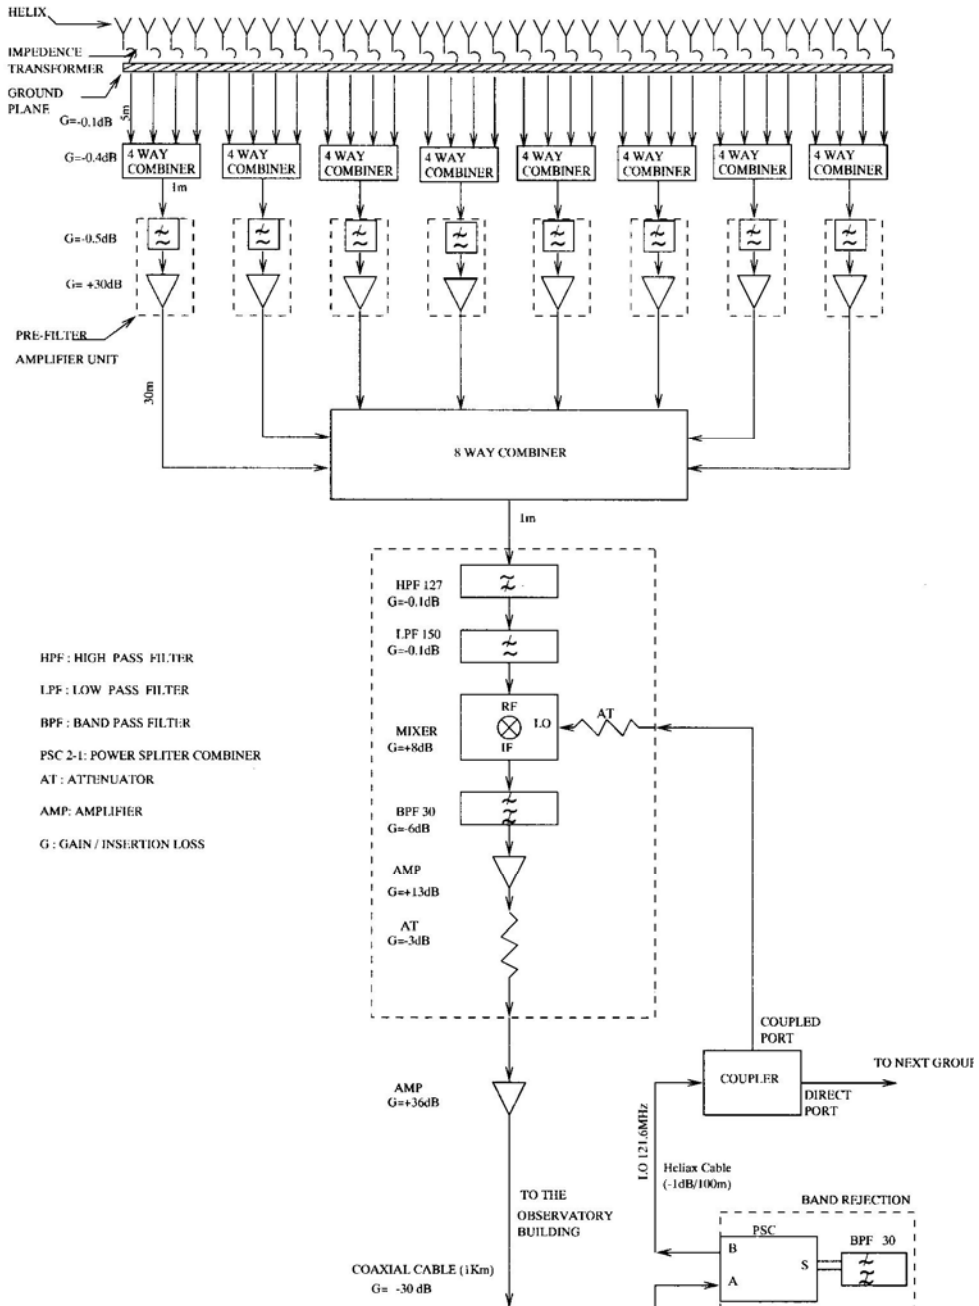 HELIX
IMPEDENCE
TRANSFORMER
GROUND
PLANE
5m
G=-0.1dB
G=-0.4dB
4 WAY
COMBINER
4 WAY
COMBINER
4 WAY
COMBINER
4 WAY
COMBINER
4 WAY
COMBINER
4 WAY
COMBINER
4 WAY
COMBINER
4 WAY
COMBINER
1m
G=-0.5dB
G= +30dB
PRE-FILTER
AMPLIFIER UNIT
30m
8 WAY COMBINER
1m
HPF 127
G=-0.1dB
LPF 150
G=-0.1dB
HPF : HIGH PASS FILTER
LPF : LOW PASS FILTER
BPF : BAND PASS FILTER
PSC 2-1: POWER SPLITER COMBINER
AT : ATTENUATOR
AMP: AMPLIFIER
G : GAIN / INSERTION LOSS
RF
LO
IF
AT
MIXER
G=+8dB
BPF 30
G=-6dB
AMP
G=+13dB
AT
G=-3dB
COUPLED
PORT
COUPLER
TO NEXT GROUP
DIRECT
PORT
AMP
G=+36dB
LO 121.6MHz
Heliax Cable
(-1dB/100m)
TO THE
OBSERVATORY
BUILDING
BAND REJECTION
PSC
BPF 30
B
S
A
COAXIAL CABLE (1Km)
G= -30 dB